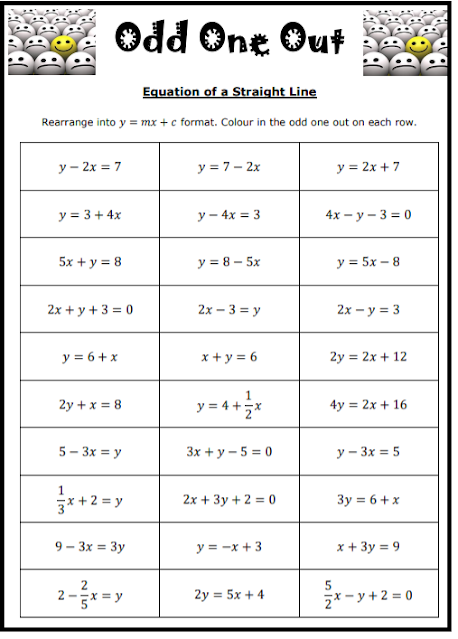 Odd One Out
Equation of a Straight Line
Rearrange into y = mx + c format. Colour in the odd one out on each row.
y − 2x = 7 y = 7 − 2x y = 2x + 7
y = 3 + 4x y − 4x = 3 4x − y − 3 = 0
5x + y = 8 y = 8 − 5x y = 5x − 8
2x + y + 3 = 0 2x − 3 = y 2x − y = 3
y = 6 + x x + y = 6 2y = 2x + 12
2y + x = 8 y = 4 + 1/2 x 4y = 2x + 16
5 − 3x = y 3x + y − 5 = 0 y − 3x = 5
1/3 x + 2 = y 2x + 3y + 2 = 0 3y = 6 + x
9 − 3x = 3y y = −x + 3 x + 3y = 9
2 − 2/5 x = y 2y = 5x + 4 5/2 x − y + 2 = 0